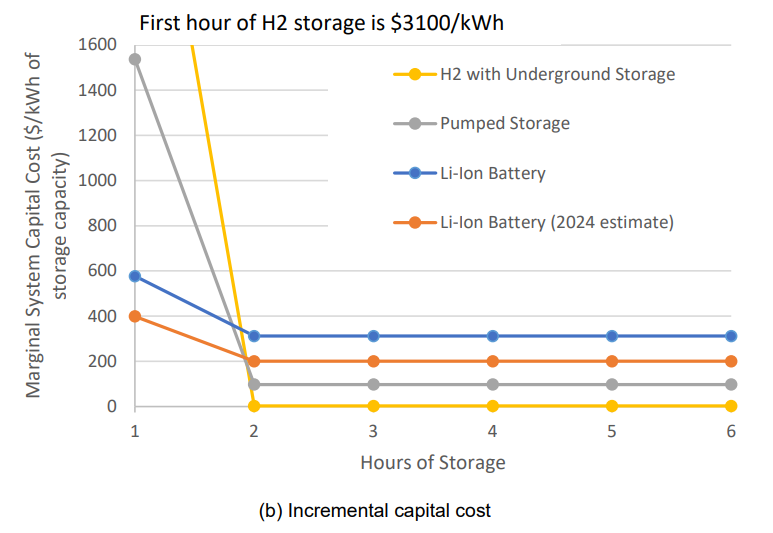 First hour of H2 storage is $3100/kWh
Marginal System Capital Cost ($/kWh of
storage capacity)
1600
1400
1200
1000
800
600
400
200
0
H2 with Underground Storage
Pumped Storage
Li-Ion Battery
Li-Ion Battery (2024 estimate)
1 2 3 4 5 6
Hours of Storage
(b) Incremental capital cost